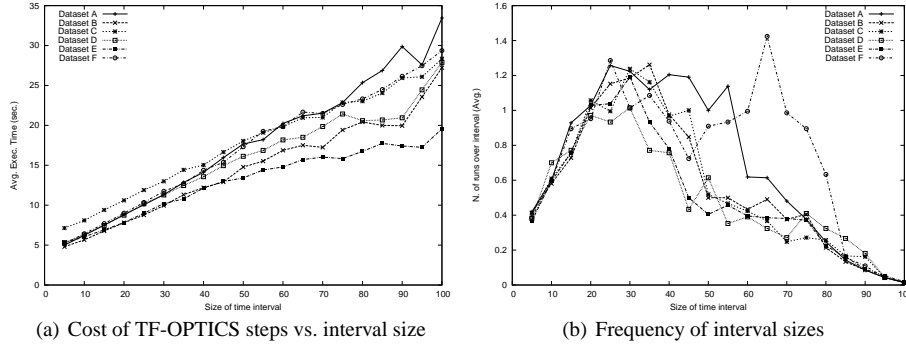 35
30
25
20
15
10
5
0
Avg. Exec. Time (sec.)
0 10 20 30 40 50 60 70 80 90 100
Size of time interval
Dataset A
Dataset B
Dataset C
Dataset D
Dataset E
Dataset F
(a) Cost of TF-OPTICS steps vs. interval size
1.6
1.4
1.2
1
0.8
0.6
0.4
0.2
0
N. of runs over interval (Avg.)
0 10 20 30 40 50 60 70 80 90 100
Size of time interval
Dataset A
Dataset B
Dataset C
Dataset D
Dataset E
Dataset F
(b) Frequency of interval sizes